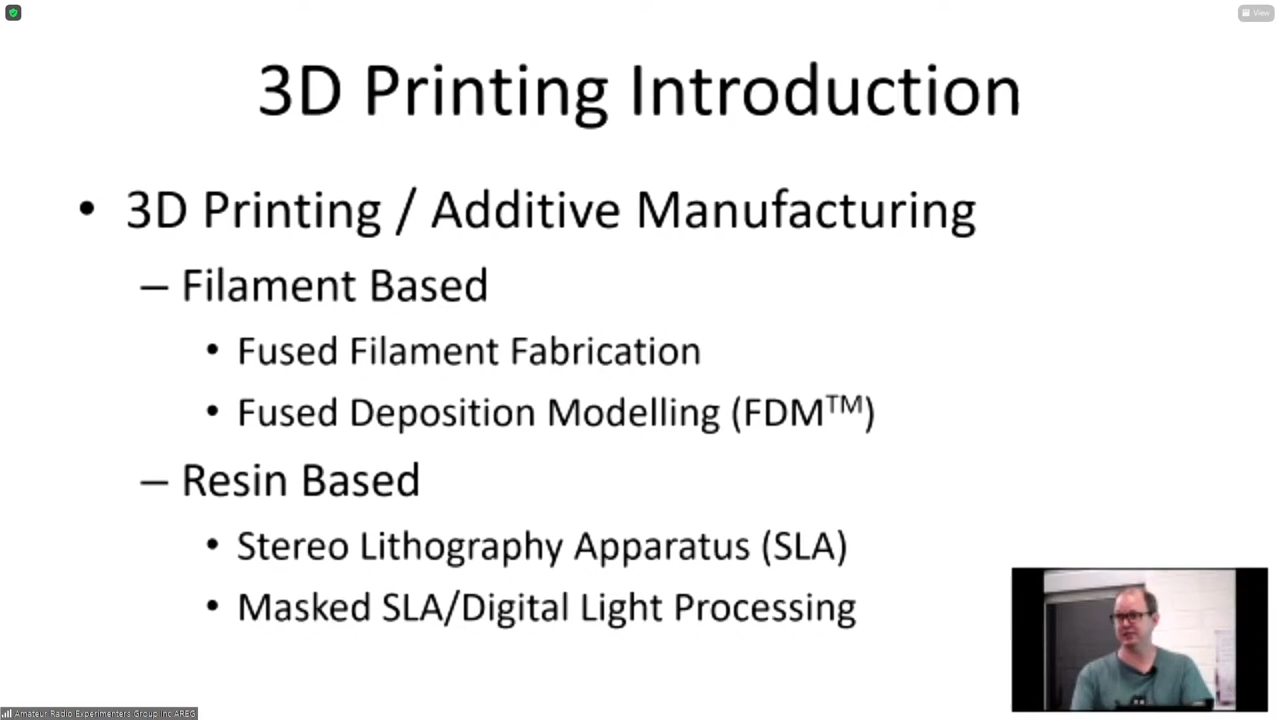 View
3D Printing Introduction
• 3D Printing / Additive Manufacturing
– Filament Based
• Fused Filament Fabrication
• Fused Deposition Modelling (FDM™)
– Resin Based
• Stereo Lithography Apparatus (SLA)
• Masked SLA/Digital Light Processing
Amateur Radio Experimenters Group Inc AREG